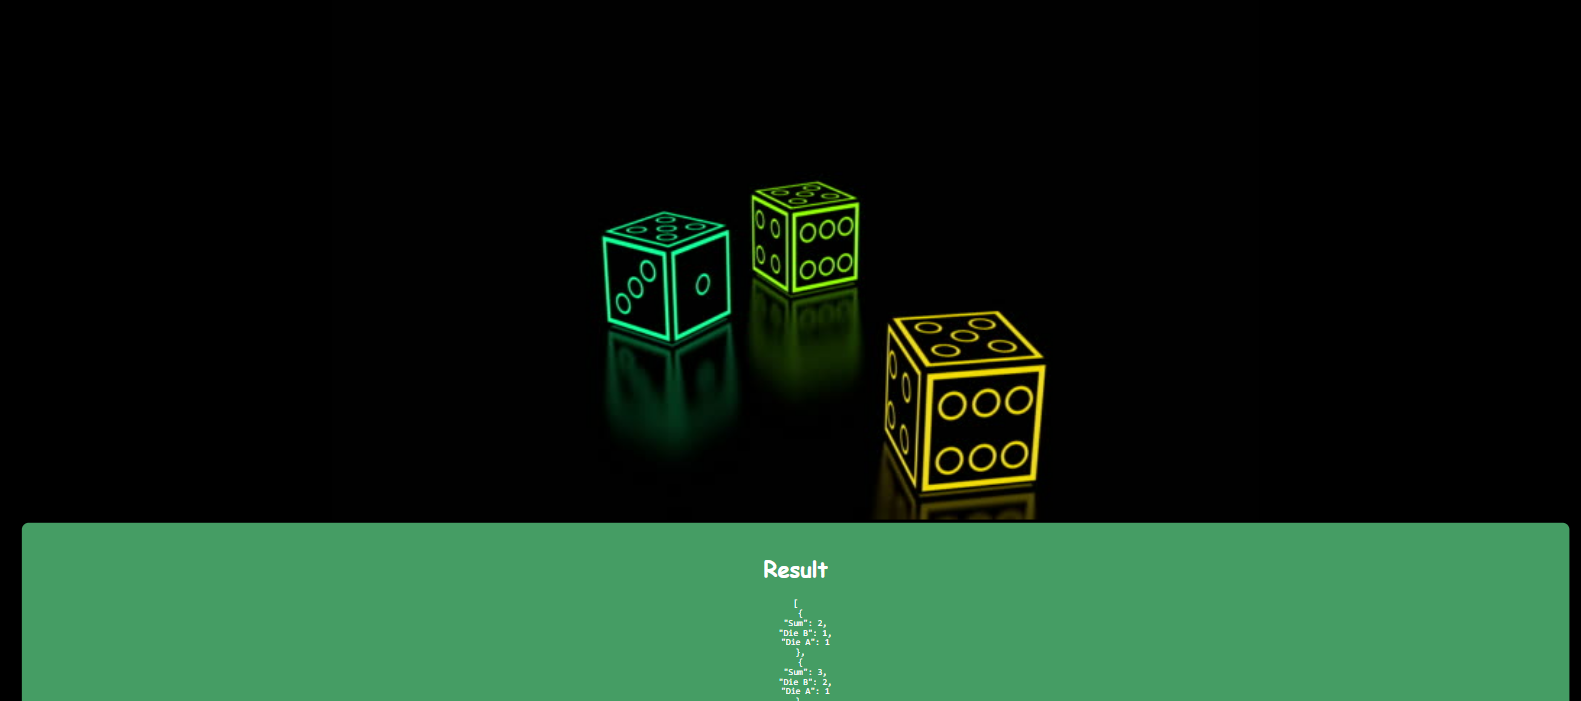 Result
[
{
"Sum": 2,
"Die B": 1,
"Die A": 1
},
{
"Sum": 3,
"Die B": 2,
"Die A": 1